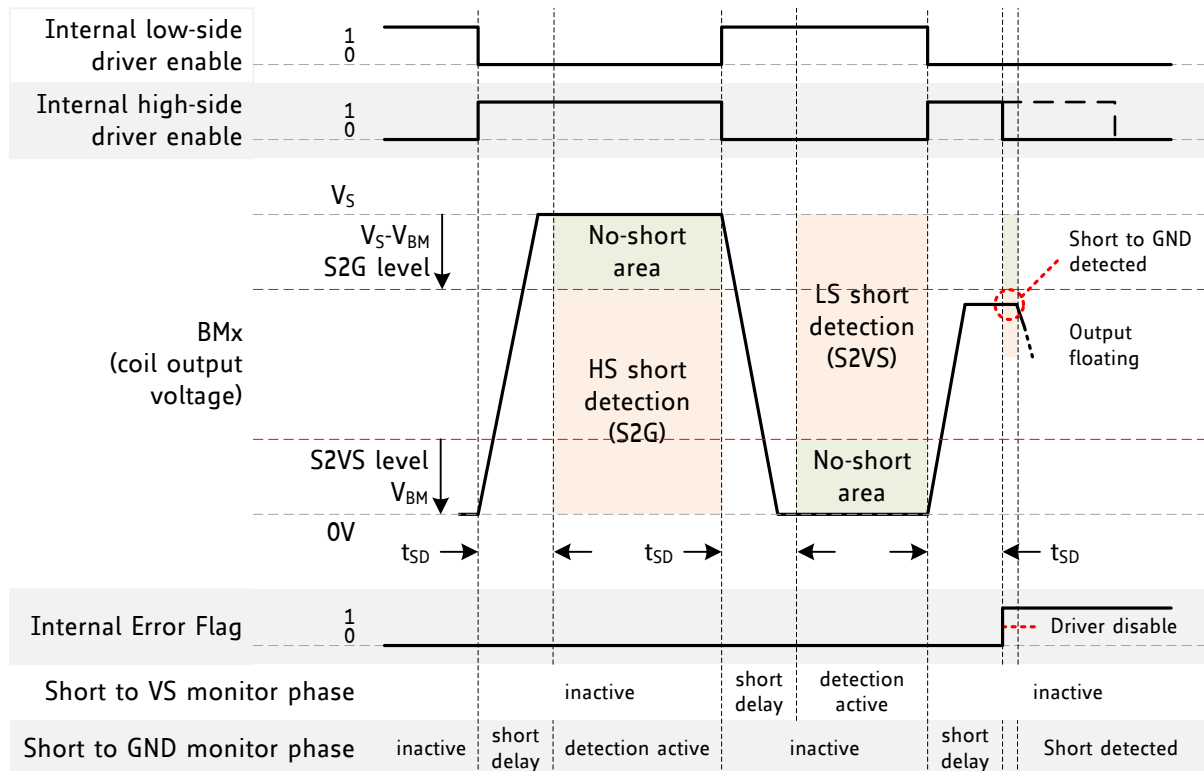 Internal low-side
driver enable
1
0
Internal high-side
driver enable
1
0
VS
VS-VBM
S2G level
BMx
(coil output
voltage)
S2VS level
VBM
0V
No-short
area
HS short
detection
(S2G)
LS short
detection
(S2VS)
No-short
area
Short to GND
detected
Output
floating
tSD
tSD
tSD
Internal Error Flag
1
0
Driver disable
Short to VS monitor phase
inactive
short
delay
detection
active
inactive
Short to GND monitor phase
inactive
short
delay
detection active
inactive
short
delay
Short detected